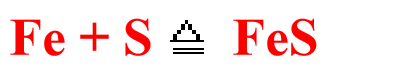 Fe + S ≙ FeS